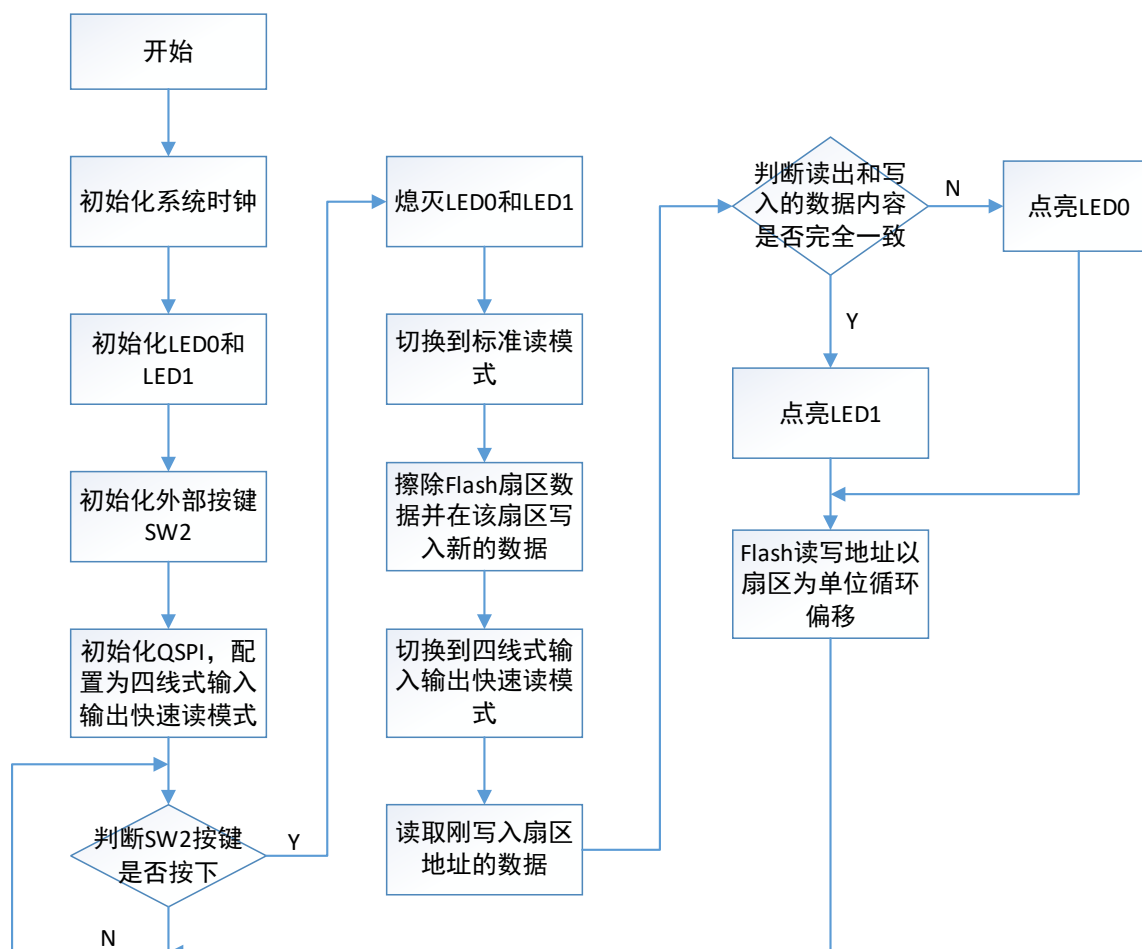 开始
初始化系统时钟
初始化LED0和
LED1
初始化外部按键
SW2
初始化QSPI，配
置为四线式输入
输出快速读模式
判断SW2按键
是否按下
Y
N
熄灭LED0和LED1
切换到标准读模
式
擦除Flash扇区数
据并在该扇区写
入新的数据
切换到四线式输
入输出快速读模
式
读取刚写入扇区
地址的数据
判断读出和写
入的数据内容
是否完全一致
N
点亮LED0
Y
点亮LED1
Flash读写地址以
扇区为单位循环
偏移